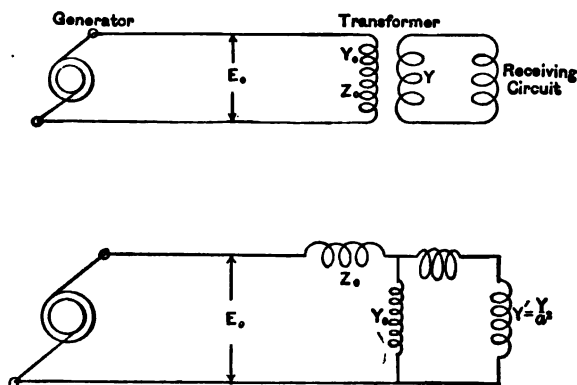 Generator
Transformer
E₀
Y₀
Z₀
Y
Receiving
Circuit
E₀
Z₀
Y₀
Y'=Y/a²